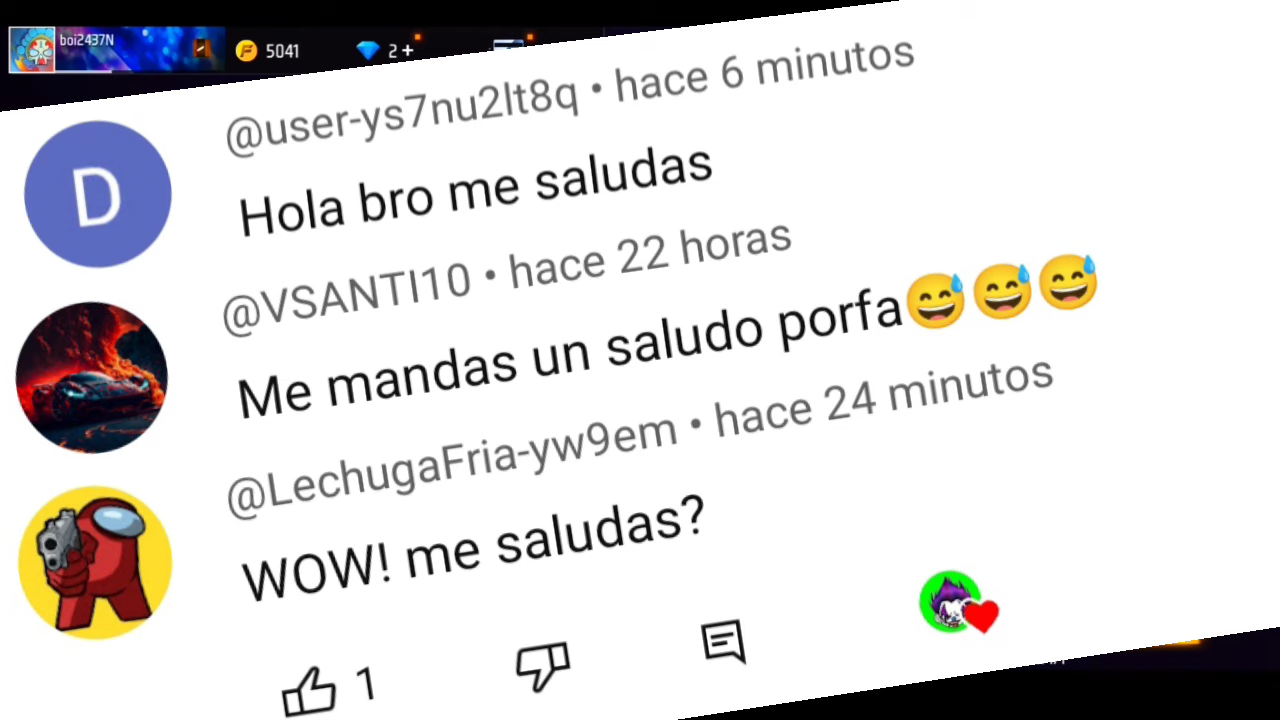 boi2437N
5041
2 +
@user-ys7nu2lt8q • hace 6 minutos
D
Hola bro me saludas
@VSANTI10 • hace 22 horas
Me mandas un saludo porfa😅😅😅
@LechugaFria-yw9em • hace 24 minutos
WOW! me saludas?
1